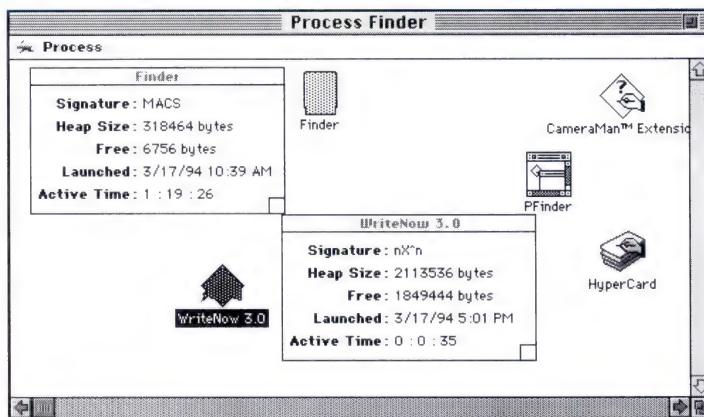 Process Finder
Process
Finder
Signature: MACS
Heap Size: 318464 bytes
Free: 6756 bytes
Launched: 3/17/94 10:39 AM
Active Time: 1 : 19 : 26
Finder
CameraMan™ Extensio
PFinder
WriteNow 3.0
Signature: nX^n
Heap Size: 2113536 bytes
Free: 1849444 bytes
Launched: 3/17/94 5:01 PM
Active Time: 0 : 0 : 35
HyperCard
WriteNow 3.0